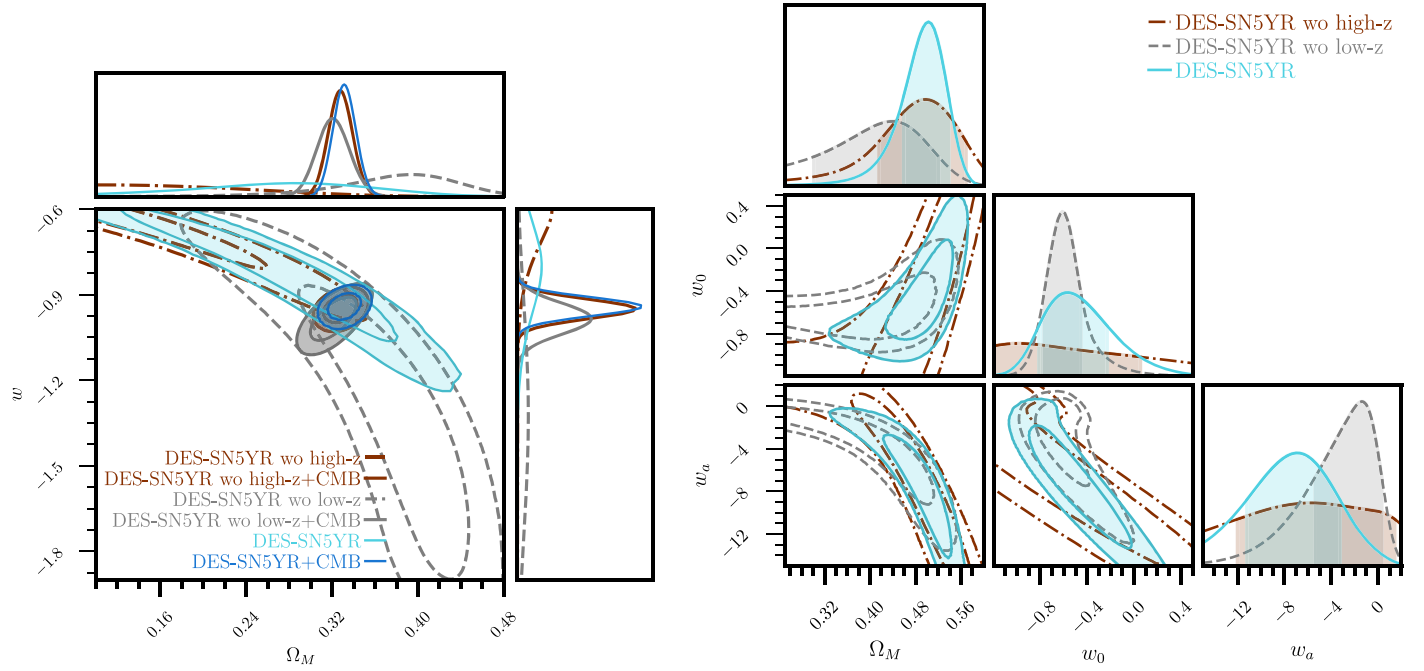 −0.6
−0.9
−1.2
−1.5
−1.8
w
DES-SN5YR wo high-z
DES-SN5YR wo high-z+CMB
DES-SN5YR wo low-z
DES-SN5YR wo low-z+CMB
DES-SN5YR
DES-SN5YR+CMB
0.16 0.24 0.32 0.40 0.48
Ω_M
DES-SN5YR wo high-z
DES-SN5YR wo low-z
DES-SN5YR
0.4
0.0
−0.4
−0.8
w_0
0
−4
−8
−12
w_a
0.32 0.40 0.48 0.56
−0.8 −0.4 0.0 0.4
−12 −8 −4 0
Ω_M w_0 w_a